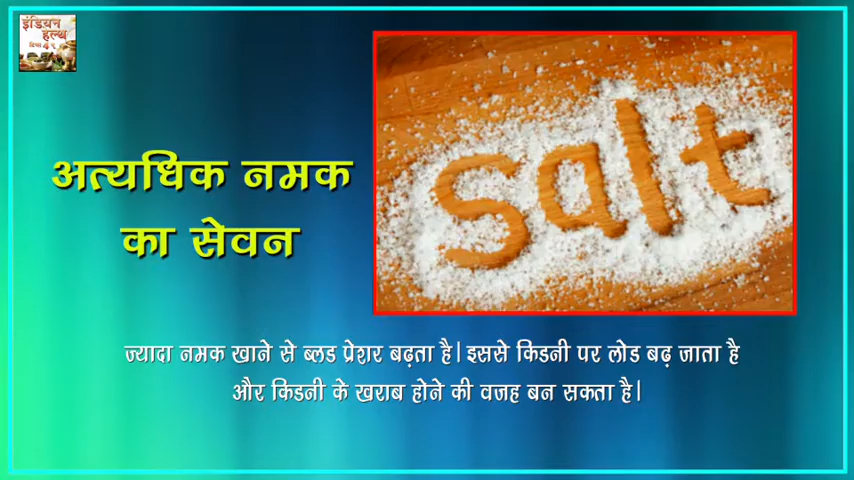 इंडियन
हेल्थ
अत्यधिक नमक
का सेवन
salt
ज्यादा नमक खाने से ब्लड प्रेशर बढ़ता है। इससे किडनी पर लोड बढ़ जाता है
और किडनी के खराब होने की वजह बन सकता है।